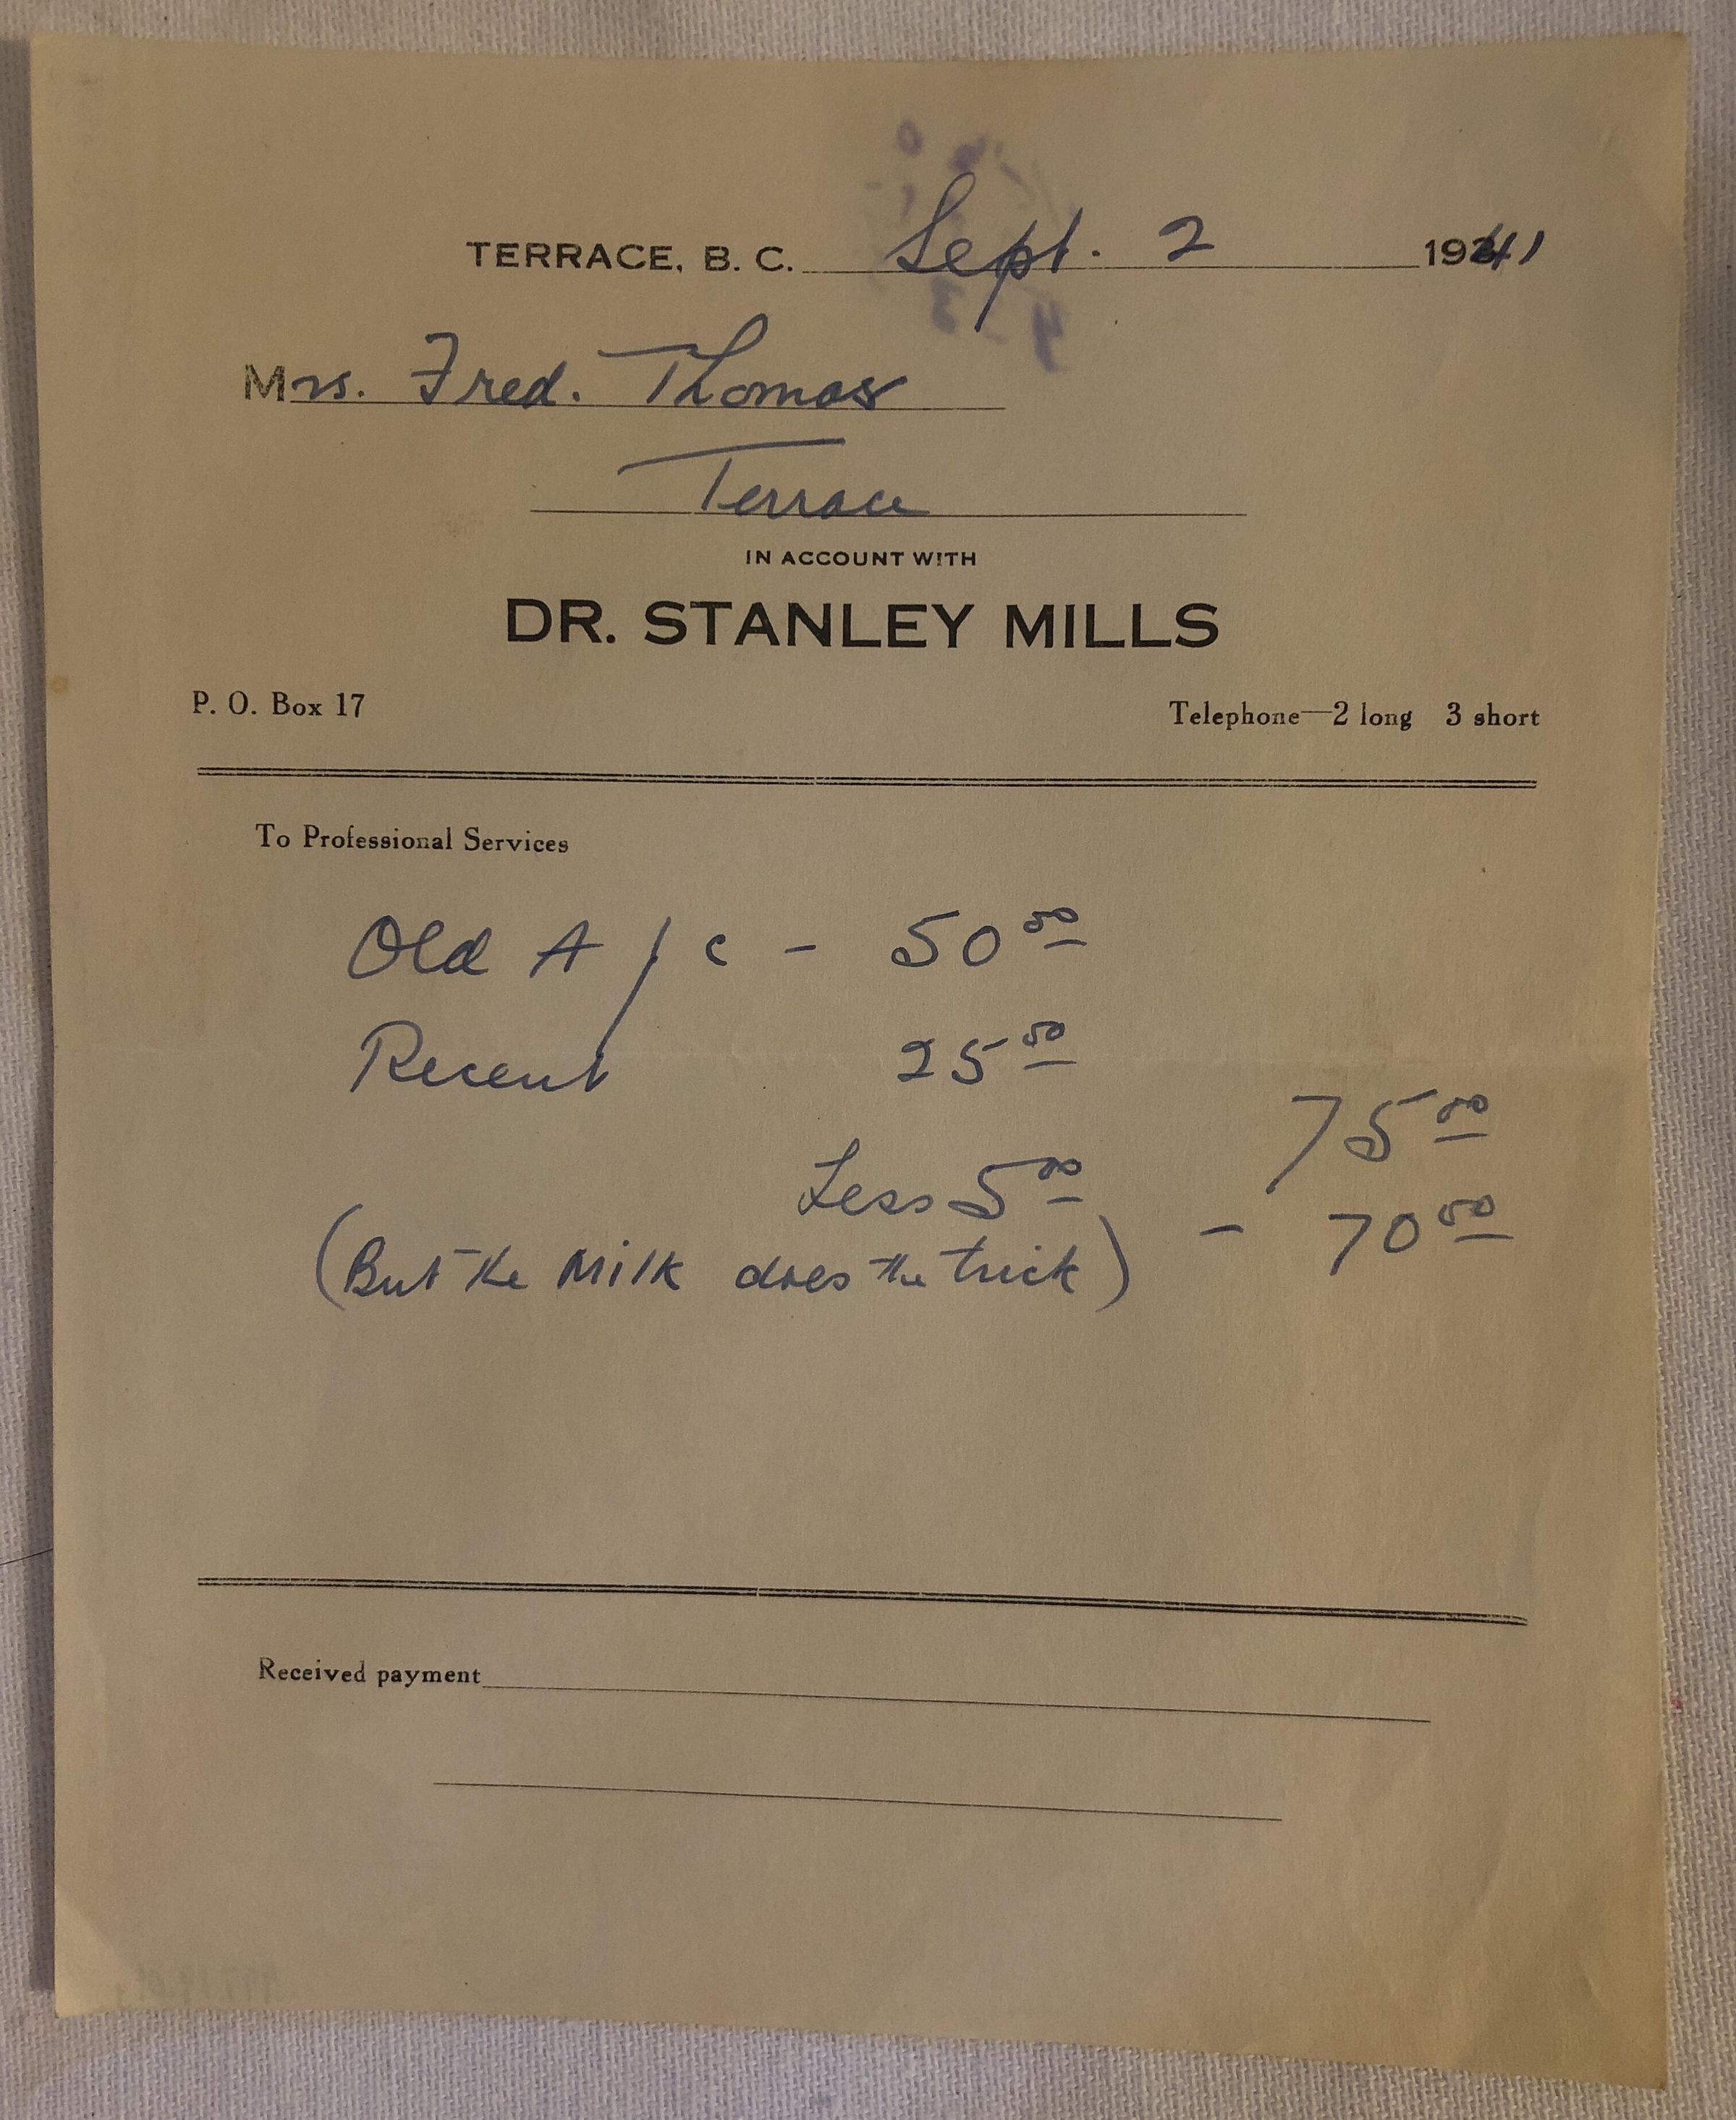 TERRACE, B. C. Sept. 2 1941
Mrs. Fred. Thomas
Terrace
IN ACCOUNT WITH
DR. STANLEY MILLS
P. O. Box 17 Telephone—2 long 3 short
To Professional Services
Old A/c - 50 00
Recent 25 00
75 00
Less 5 00
(But the Milk does the trick) - 70 00
Received payment